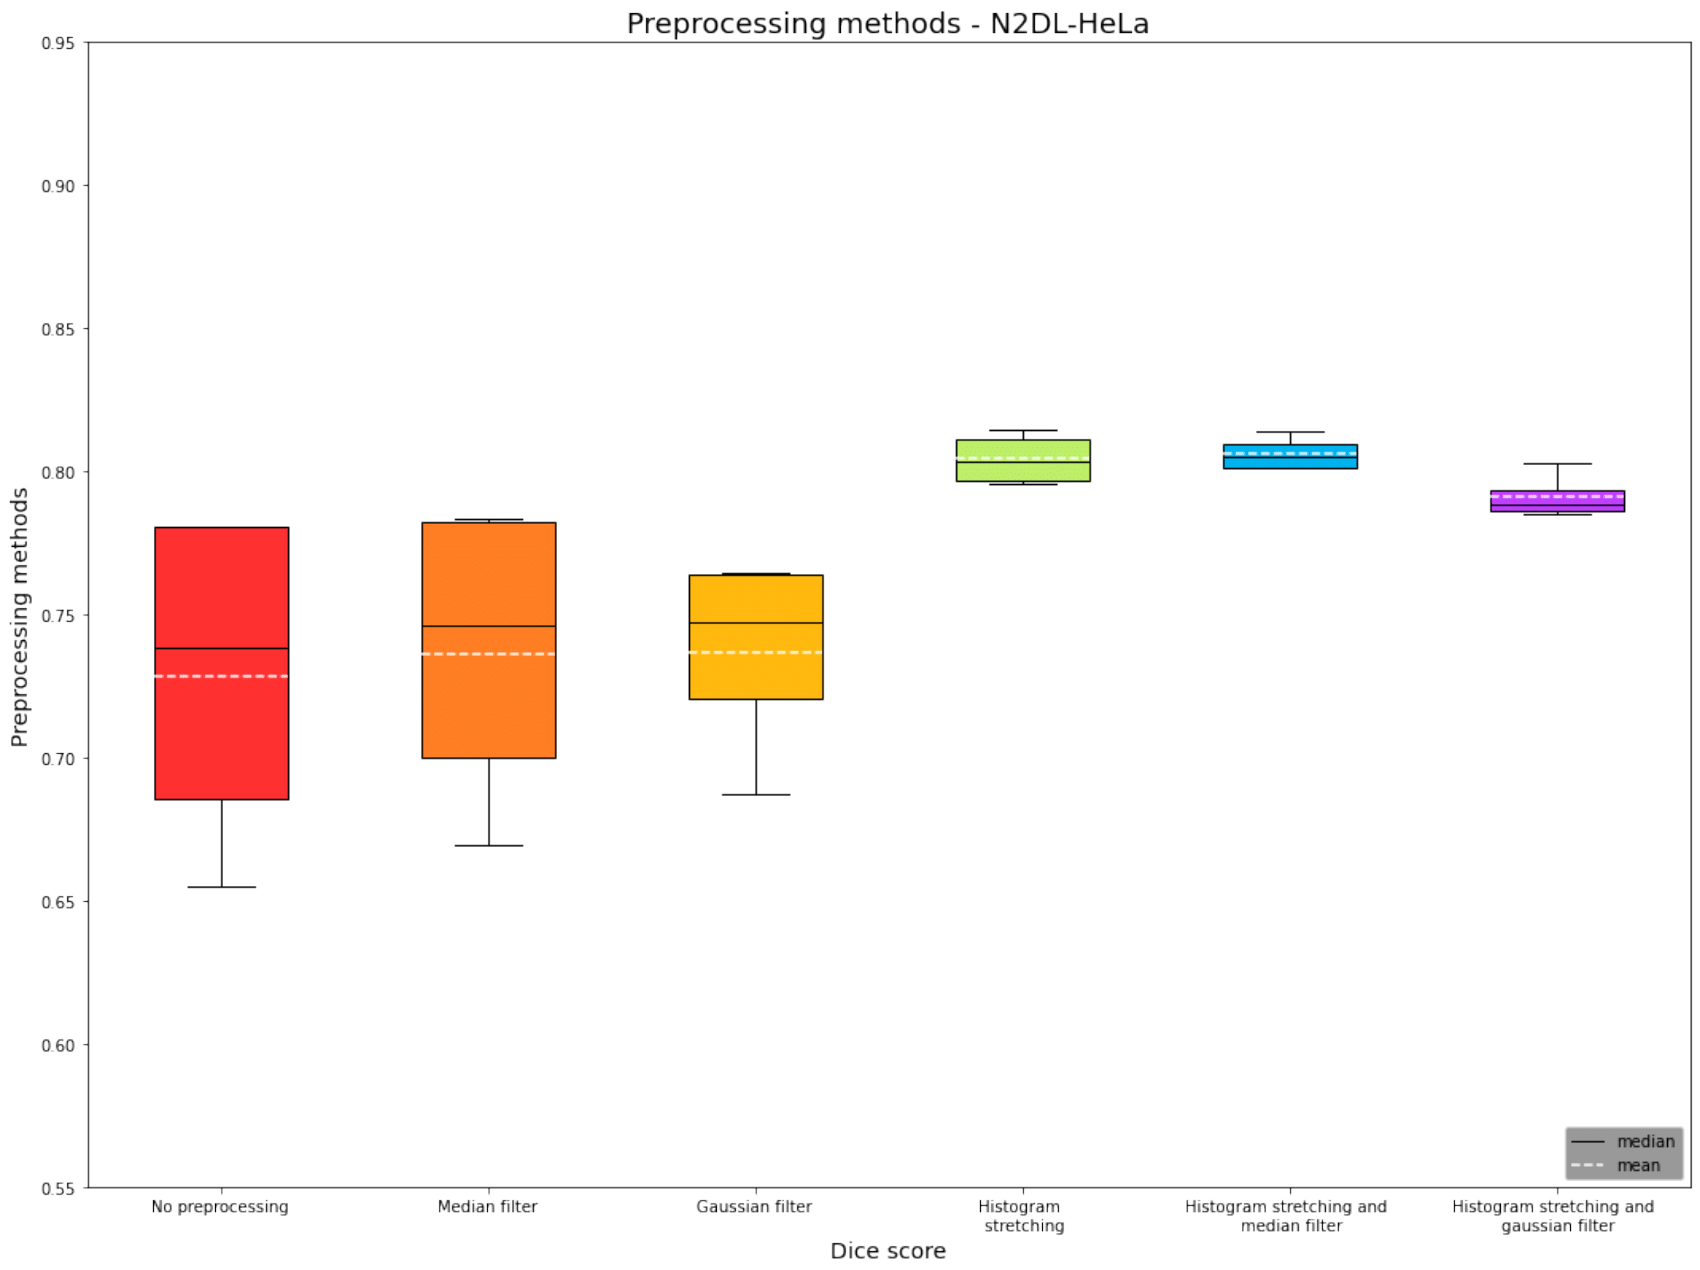 Preprocessing methods - N2DL-HeLa
Preprocessing methods
0.95
0.90
0.85
0.80
0.75
0.70
0.65
0.60
0.55
median
mean
No preprocessing
Median filter
Gaussian filter
Histogram
stretching
Histogram stretching and
median filter
Histogram stretching and
gaussian filter
Dice score